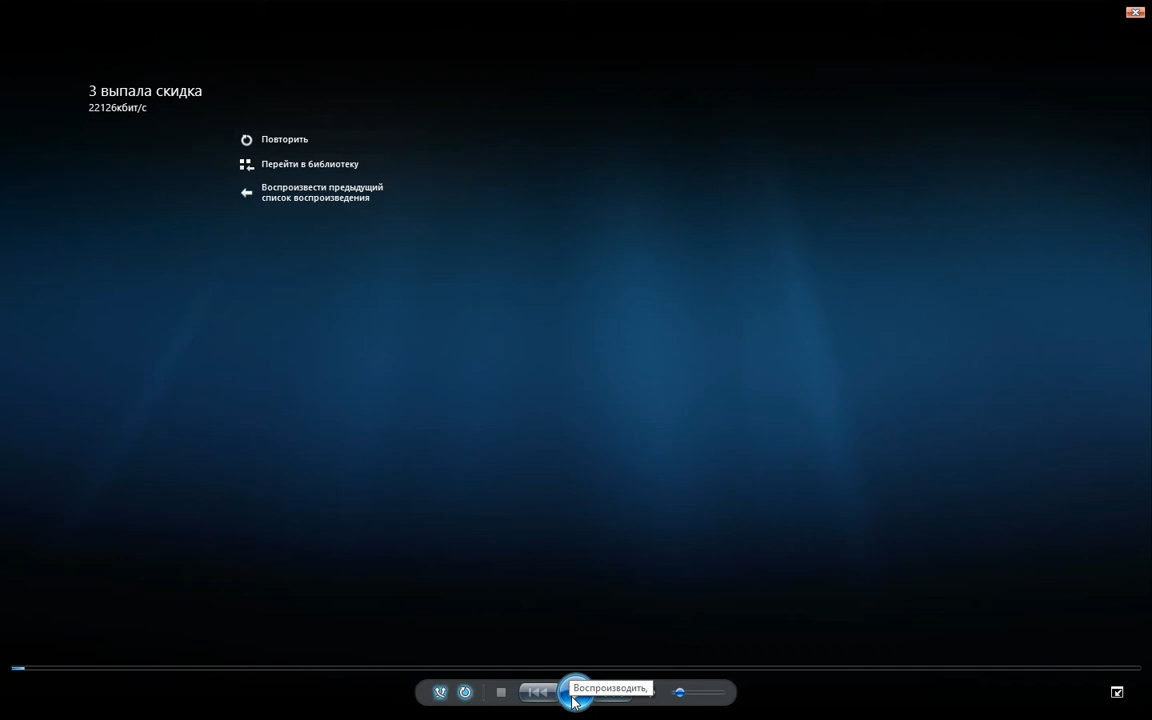 3 выпала скидка
22126кбит/с
Повторить
Перейти в библиотеку
Воспроизвести предыдущий
список воспроизведения
Воспроизводить,